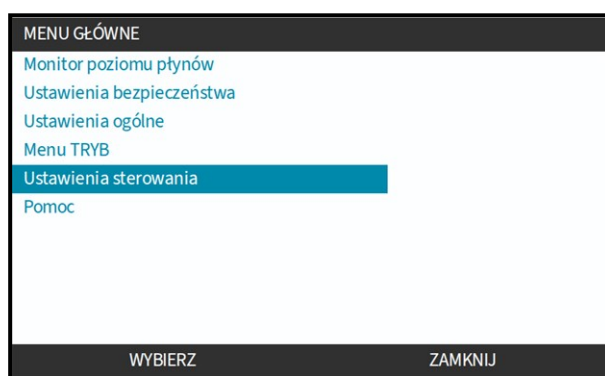 MENU GŁÓWNE
Monitor poziomu płynów
Ustawienia bezpieczeństwa
Ustawienia ogólne
Menu TRYB
Ustawienia sterowania
Pomoc
WYBIERZ ZAMKNIJ